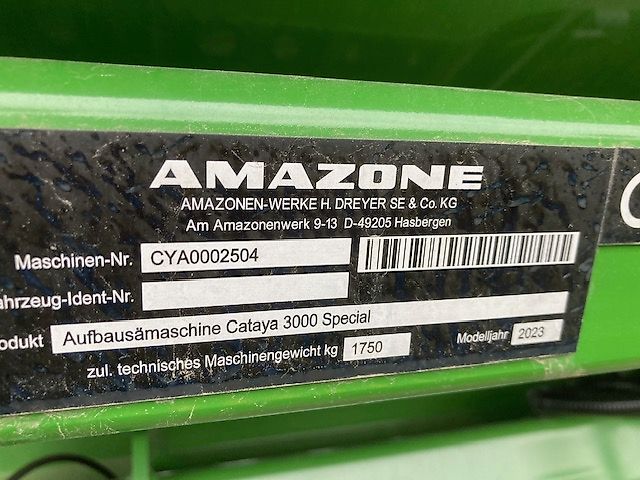 AMAZONE
AMAZONEN-WERKE H. DREYER SE & Co. KG
Am Amazonenwerk 9-13 D-49205 Hasbergen
Maschinen-Nr. CYA0002504
ahrzeug-Ident-Nr.
odukt Aufbausämaschine Cataya 3000 Special
zul. technisches Maschinengewicht kg 1750 Modelljahr 2023